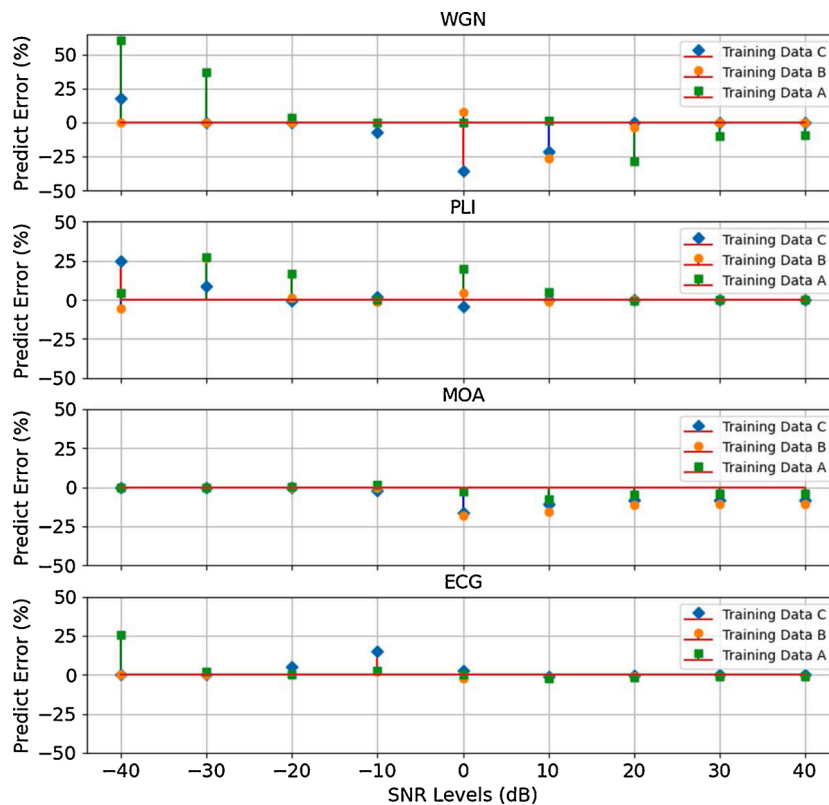 WGN
Predict Error (%)
50
25
0
−25
−50
Training Data C
Training Data B
Training Data A
PLI
Predict Error (%)
50
25
0
−25
−50
Training Data C
Training Data B
Training Data A
MOA
Predict Error (%)
50
25
0
−25
−50
Training Data C
Training Data B
Training Data A
ECG
Predict Error (%)
50
25
0
−25
−50
Training Data C
Training Data B
Training Data A
−40 −30 −20 −10 0 10 20 30 40
SNR Levels (dB)